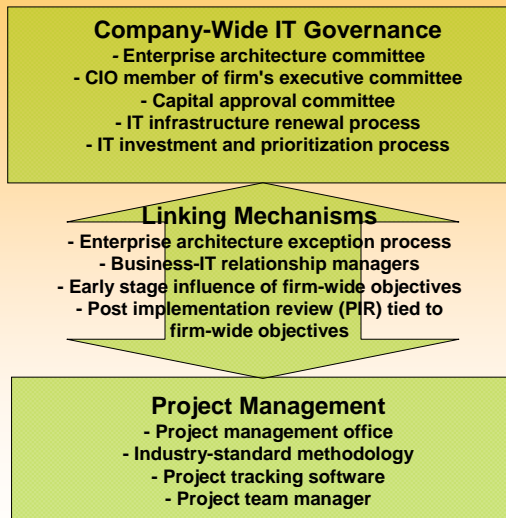 Company-Wide IT Governance
- Enterprise architecture committee
- CIO member of firm's executive committee
- Capital approval committee
- IT infrastructure renewal process
- IT investment and prioritization process
Linking Mechanisms
- Enterprise architecture exception process
- Business-IT relationship managers
- Early stage influence of firm-wide objectives
- Post implementation review (PIR) tied to
firm-wide objectives
Project Management
- Project management office
- Industry-standard methodology
- Project tracking software
- Project team manager